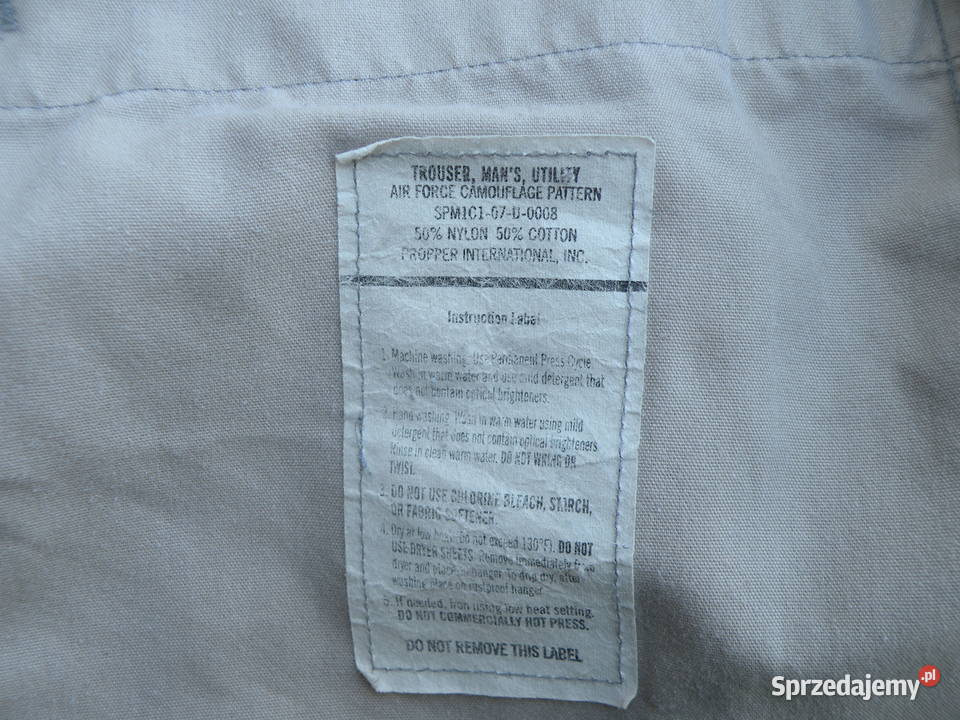 TROUSER, MAN'S, UTILITY
AIR FORCE CAMOUFLAGE PATTERN
SPM1C1-07-D-0008
50% NYLON 50% COTTON
PROPPER INTERNATIONAL, INC.
Instruction Label
1. Machine washing. Use Permanent Press Cycle.
Wash in warm water and use mild detergent that
does not contain optical brighteners.
2. Hand washing. Wash in warm water using mild
detergent that does not contain optical brighteners.
Rinse in clean warm water. DO NOT WRING OR
TWIST.
3. DO NOT USE CHLORINE BLEACH, STARCH,
OR FABRIC SOFTENER.
4. Dry at low heat. (Do not exceed 130°F). DO NOT
USE DRYER SHEETS. Remove immediately from
dryer and place on hanger. To drip dry, after
washing place on rustproof hanger.
5. If needed, iron using low heat setting.
DO NOT COMMERCIALLY HOT PRESS.
DO NOT REMOVE THIS LABEL
Sprzedajemy.pl